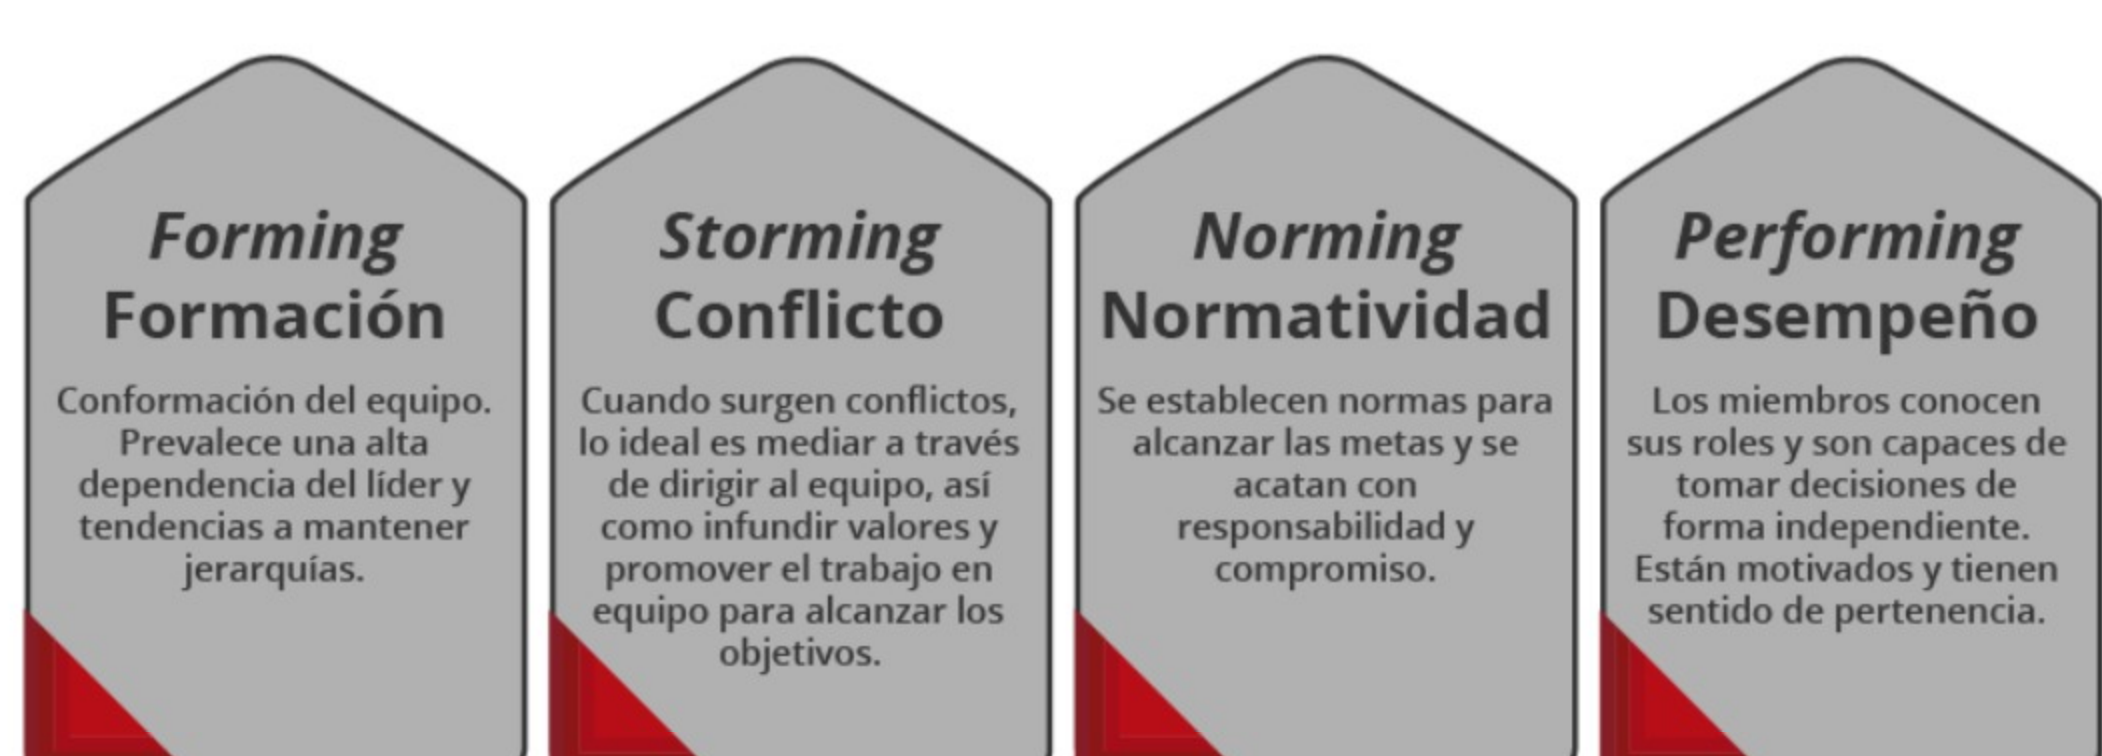 Forming
Formación
Conformación del equipo.
Prevalece una alta
dependencia del líder y
tendencias a mantener
jerarquías.
Storming
Conflicto
Cuando surgen conflictos,
lo ideal es mediar a través
de dirigir al equipo, así
como infundir valores y
promover el trabajo en
equipo para alcanzar los
objetivos.
Norming
Normatividad
Se establecen normas para
alcanzar las metas y se
acatan con
responsabilidad y
compromiso.
Performing
Desempeño
Los miembros conocen
sus roles y son capaces de
tomar decisiones de
forma independiente.
Están motivados y tienen
sentido de pertenencia.